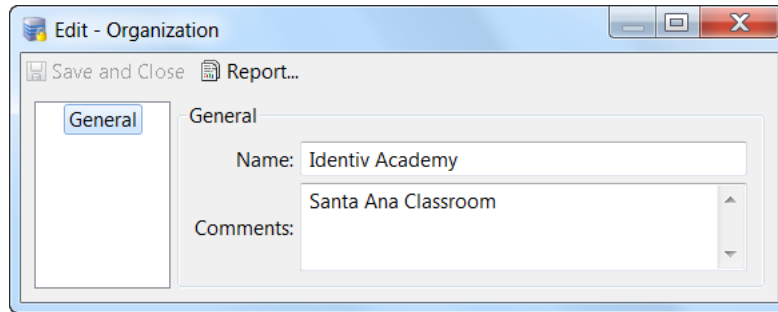 Edit - Organization
Save and Close Report...
General
General
Name: Identiv Academy
Santa Ana Classroom
Comments: